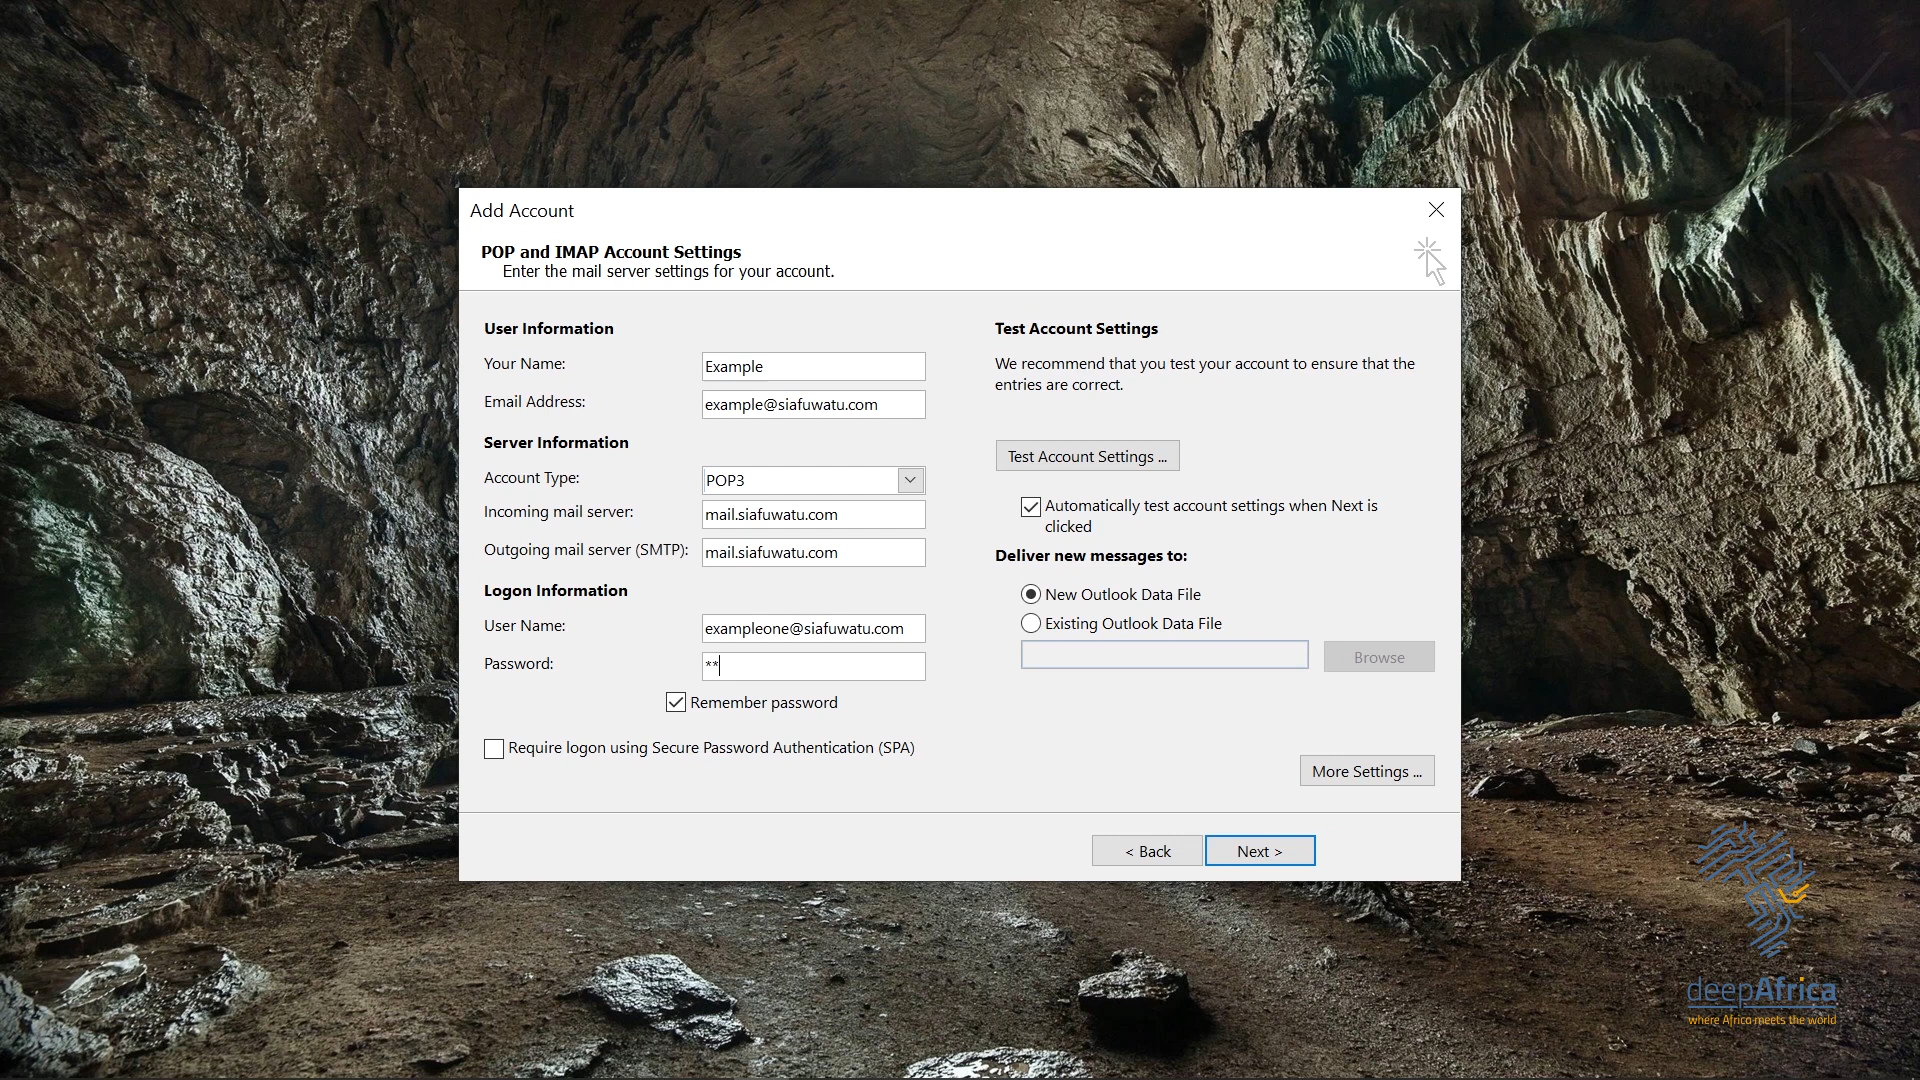 Add Account
POP and IMAP Account Settings
Enter the mail server settings for your account.
User Information
Your Name:
Example
Email Address:
example@siafuwatu.com
Server Information
Account Type:
POP3
Incoming mail server:
mail.siafuwatu.com
Outgoing mail server (SMTP):
mail.siafuwatu.com
Logon Information
User Name:
exampleone@siafuwatu.com
Password:
**
Remember password
Require logon using Secure Password Authentication (SPA)
Test Account Settings
We recommend that you test your account to ensure that the
entries are correct.
Test Account Settings ...
Automatically test account settings when Next is
clicked
Deliver new messages to:
New Outlook Data File
Existing Outlook Data File
Browse
More Settings ...
< Back
Next >
deepAfrica
where Africa meets the world